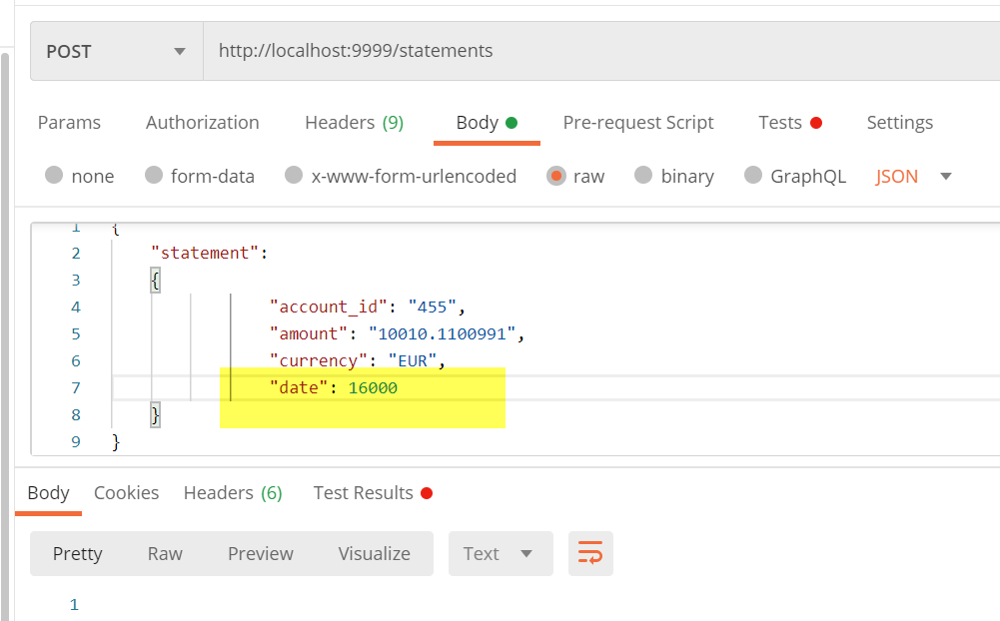 POST http://localhost:9999/statements
Params Authorization Headers (9) Body Pre-request Script Tests Settings
none form-data x-www-form-urlencoded raw binary GraphQL JSON
1 {
2 "statement":
3 {
4 "account_id": "455",
5 "amount": "10010.1100991",
6 "currency": "EUR",
7 "date": 16000
8 }
9 }
Body Cookies Headers (6) Test Results
Pretty Raw Preview Visualize Text
1